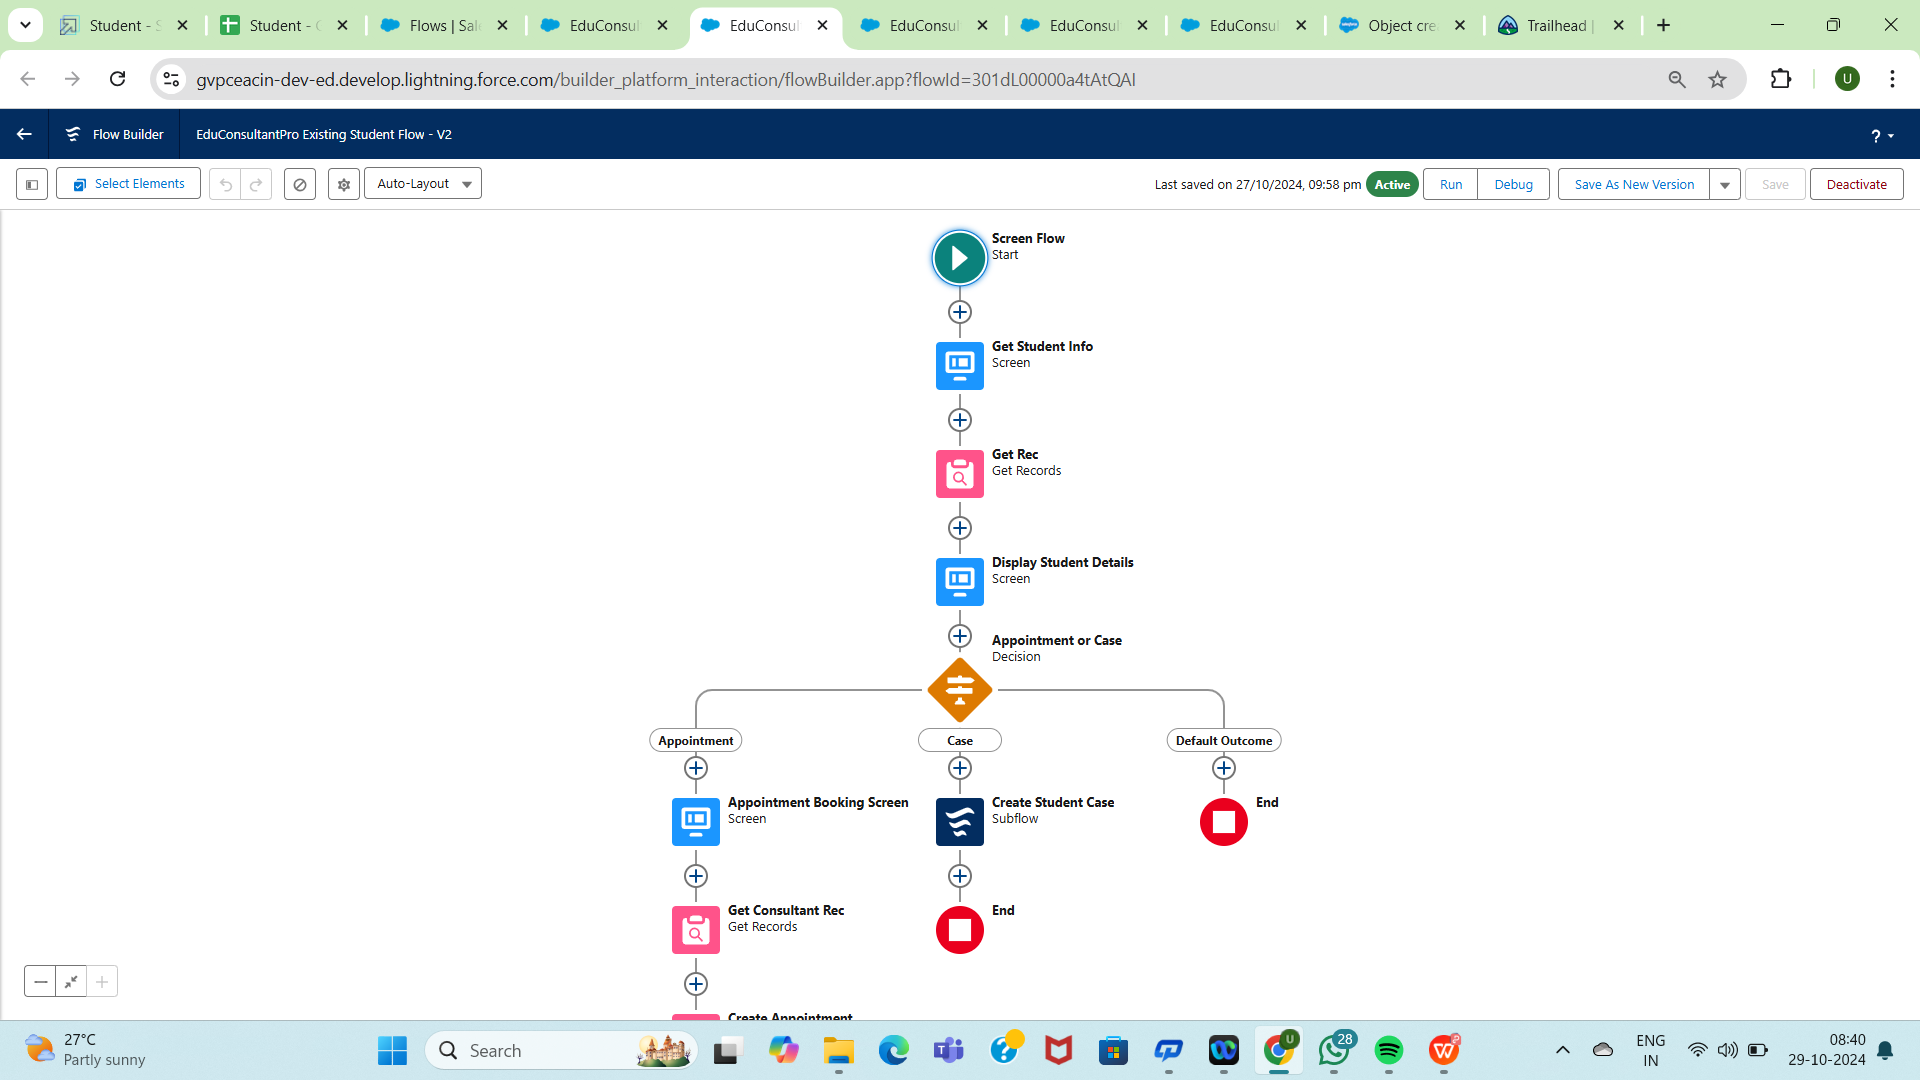 Student - S
Student - C
Flows | Sal
EduConsul
EduConsul
EduConsul
EduConsul
EduConsul
Object cre
Trailhead |
gvpceacin-dev-ed.develop.lightning.force.com/builder_platform_interaction/flowBuilder.app?flowId=301dL00000a4tAtQAI
U
Flow Builder
EduConsultantPro Existing Student Flow - V2
?
Select Elements
Auto-Layout
Last saved on 27/10/2024, 09:58 pm
Active
Run
Debug
Save As New Version
Save
Deactivate
Screen Flow
Start
Get Student Info
Screen
Get Rec
Get Records
Display Student Details
Screen
Appointment or Case
Decision
Appointment
Case
Default Outcome
Appointment Booking Screen
Screen
Create Student Case
Subflow
End
Get Consultant Rec
Get Records
End
Create Appointment
27°C
Partly sunny
Search
U
28
ENG
IN
08:40
29-10-2024